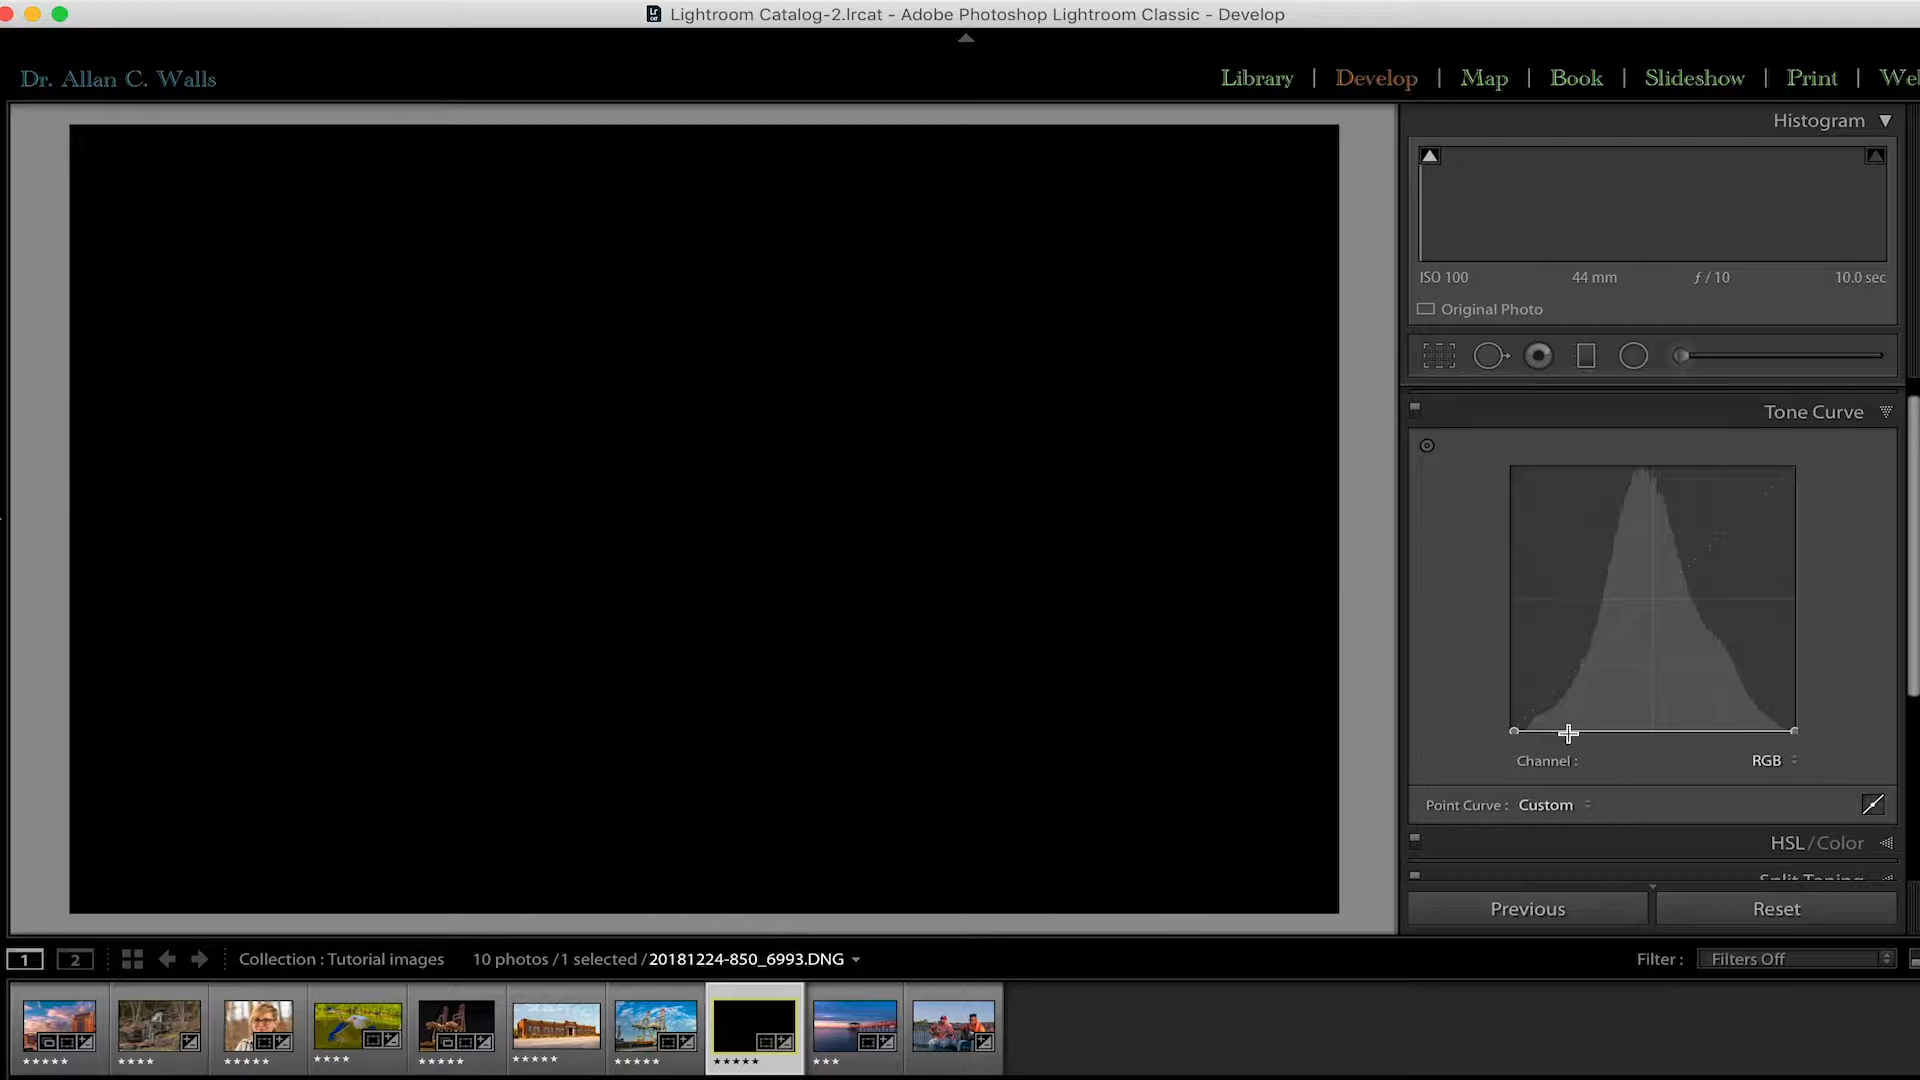 Lightroom Catalog-2.lrcat - Adobe Photoshop Lightroom Classic - Develop
Dr. Allan C. Walls
Library | Develop | Map | Book | Slideshow | Print |
Histogram
ISO 100 44 mm ƒ / 10 10.0 sec
Original Photo
Tone Curve
Channel : RGB
Point Curve : Custom
HSL / Color
Split Toning
Previous Reset
1 2 Collection : Tutorial images 10 photos / 1 selected / 20181224-850_6993.DNG Filter : Filters Off